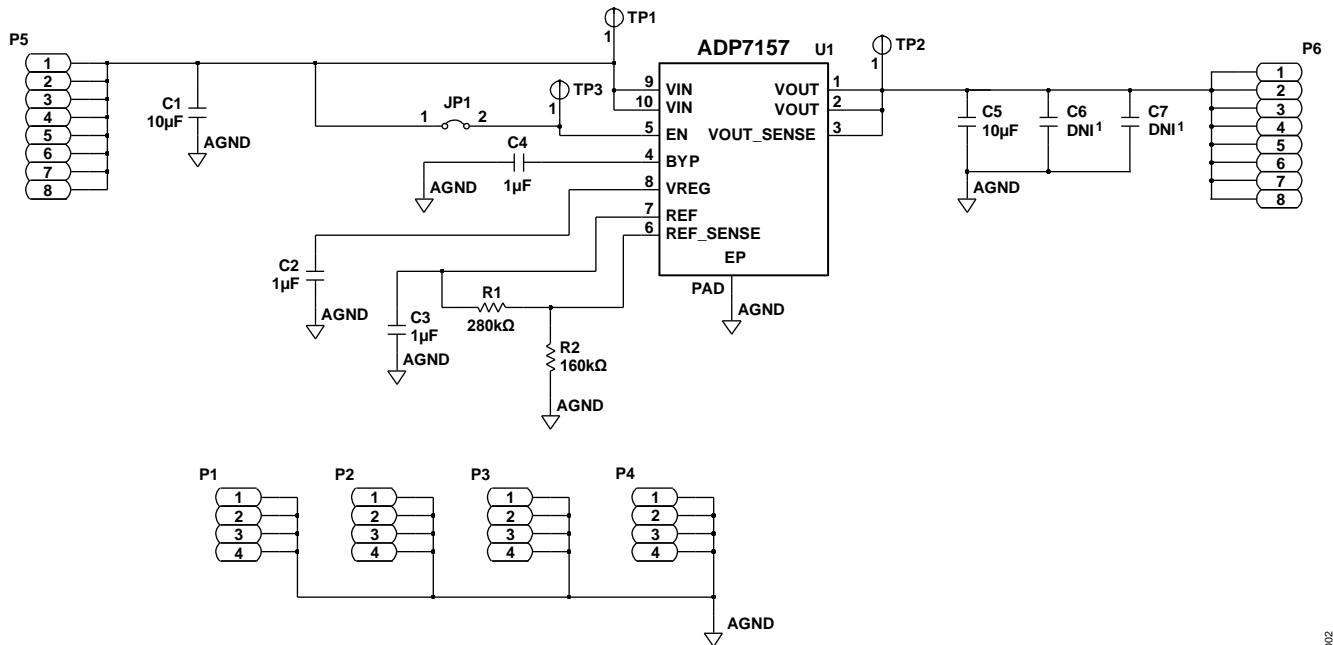 TP1
1
ADP7157 U1
TP2
1
P5
1
2
3
4
5
6
7
8
C1
10µF
AGND
JP1
1 2
TP3
1
9 VIN
10 VIN
5 EN
4 BYP
8 VREG
7 REF
6 REF_SENSE
VOUT 1
VOUT 2
VOUT_SENSE 3
EP
PAD
AGND
C4
1µF
AGND
C2
1µF
AGND
C3
1µF
AGND
R1
280kΩ
R2
160kΩ
AGND
C5
10µF
C6
DNI1
C7
DNI1
AGND
P6
1
2
3
4
5
6
7
8
P1
1
2
3
4
P2
1
2
3
4
P3
1
2
3
4
P4
1
2
3
4
AGND
002